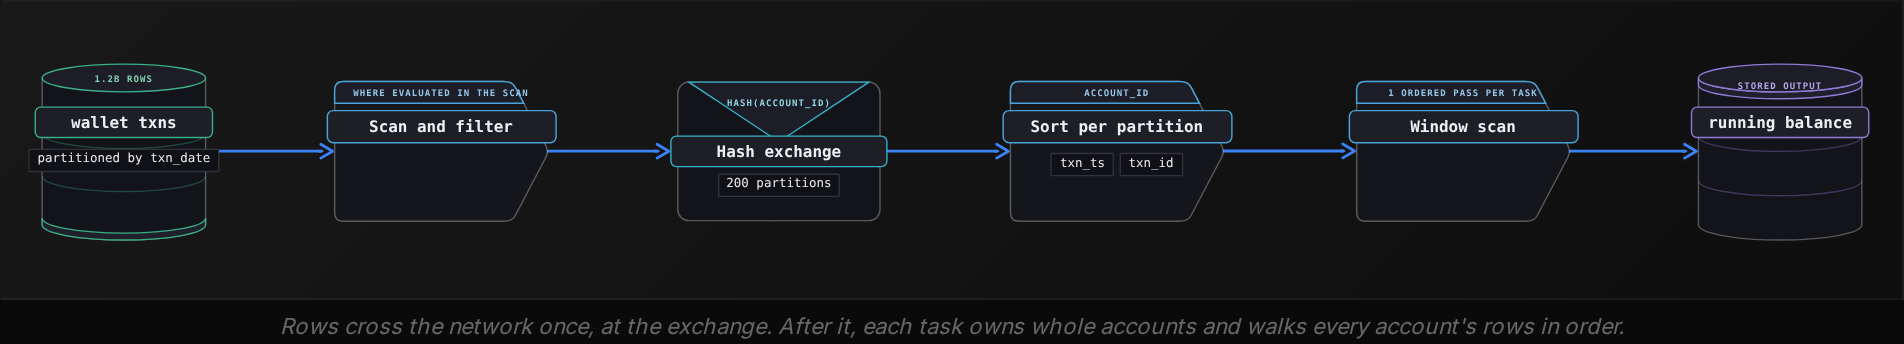 1.2B ROWS
wallet txns
partitioned by txn_date
WHERE EVALUATED IN THE SCAN
Scan and filter
HASH(ACCOUNT_ID)
Hash exchange
200 partitions
ACCOUNT_ID
Sort per partition
txn_ts txn_id
1 ORDERED PASS PER TASK
Window scan
STORED OUTPUT
running balance
Rows cross the network once, at the exchange. After it, each task owns whole accounts and walks every account's rows in order.